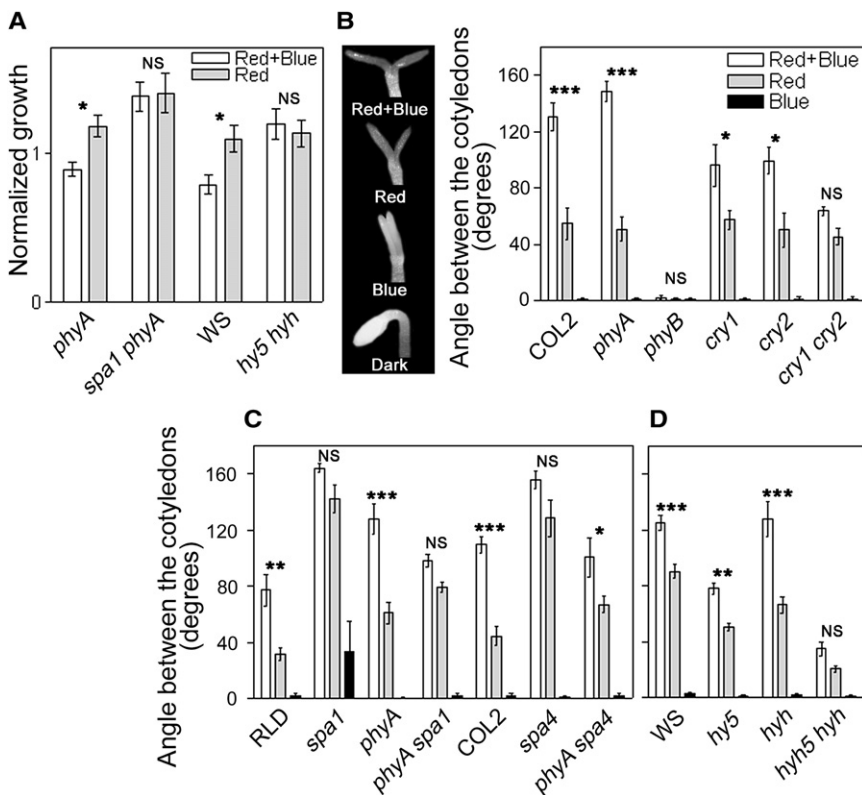 A
Normalized growth
1
0
NS
Red+Blue
Red
*
*
NS
phyA
spa1 phyA
WS
hy5 hyh
B
Red+Blue
Red
Blue
Dark
Angle between the cotyledons
(degrees)
160
120
80
40
0
Red+Blue
Red
Blue
***
***
NS
*
*
NS
COL2
phyA
phyB
cry1
cry2
cry1 cry2
C
Angle between the cotyledons
(degrees)
160
120
80
40
0
**
NS
***
NS
***
NS
*
RLD
spa1
phyA
phyA spa1
COL2
spa4
phyA spa4
D
***
**
***
NS
WS
hy5
hyh
hyh5 hyh